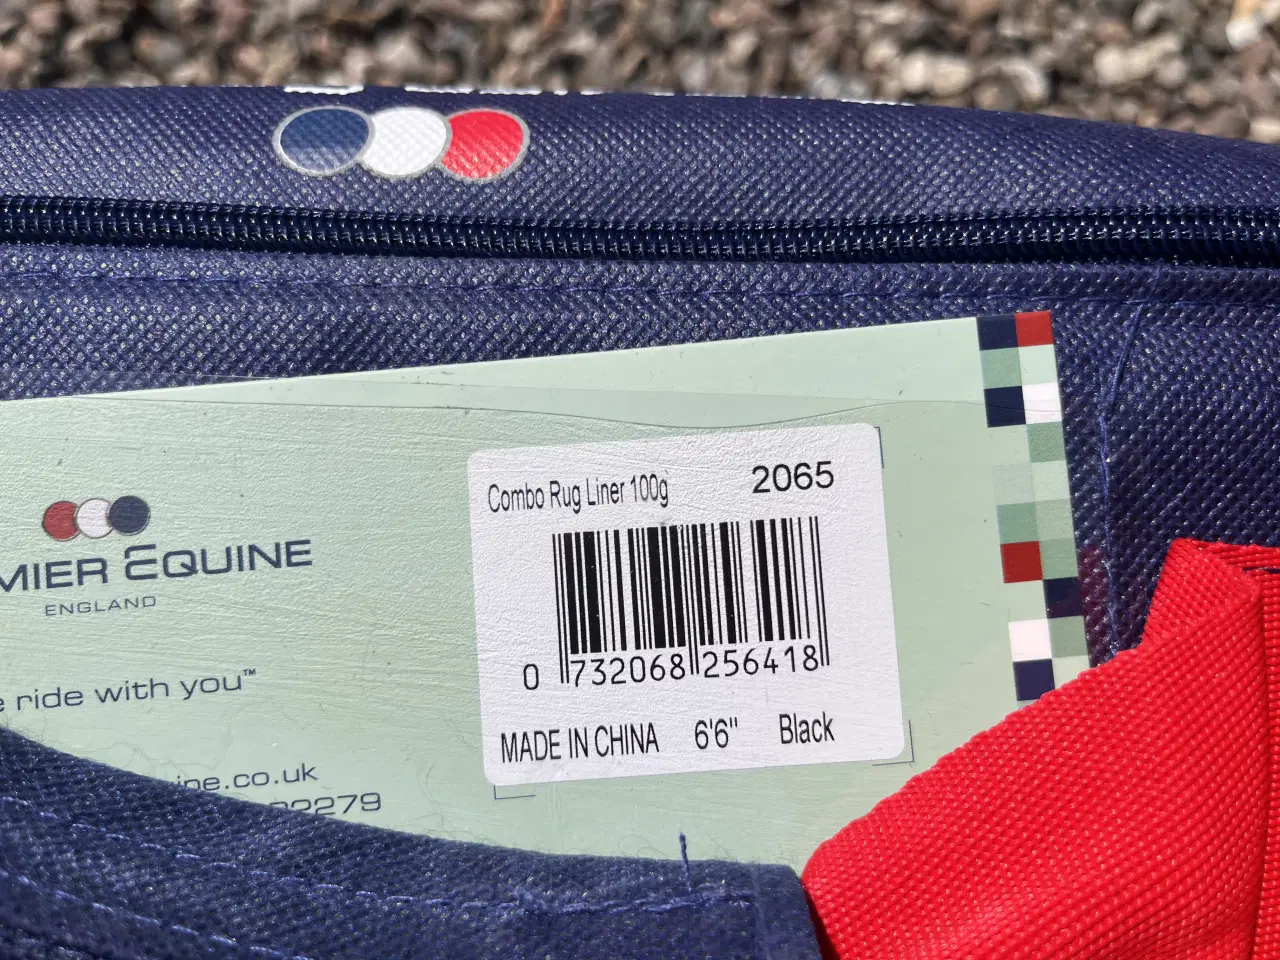 Combo Rug Liner 100g 2065
0 732068 256418
MADE IN CHINA 6'6" Black
MIER EQUINE
ENGLAND
ride with you™
ine.co.uk
2279